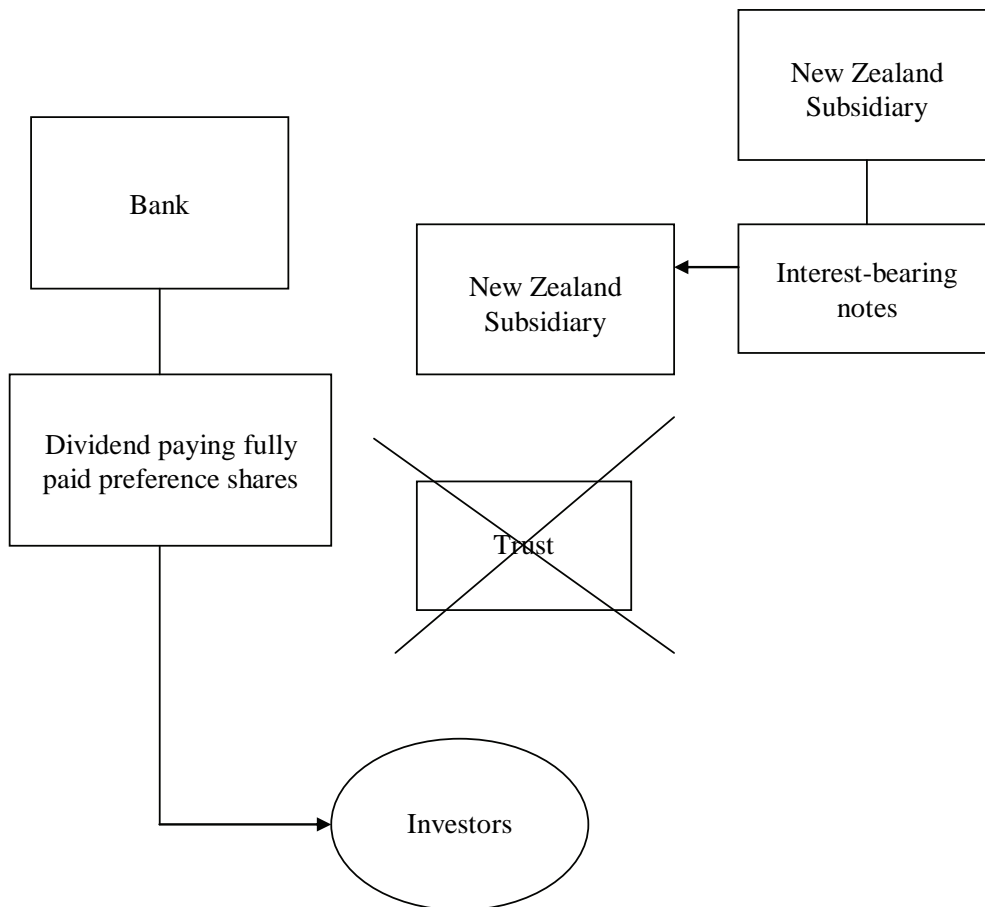 New Zealand
Subsidiary
Bank
New Zealand
Subsidiary
Interest-bearing
notes
Dividend paying fully
paid preference shares
Trust
Investors